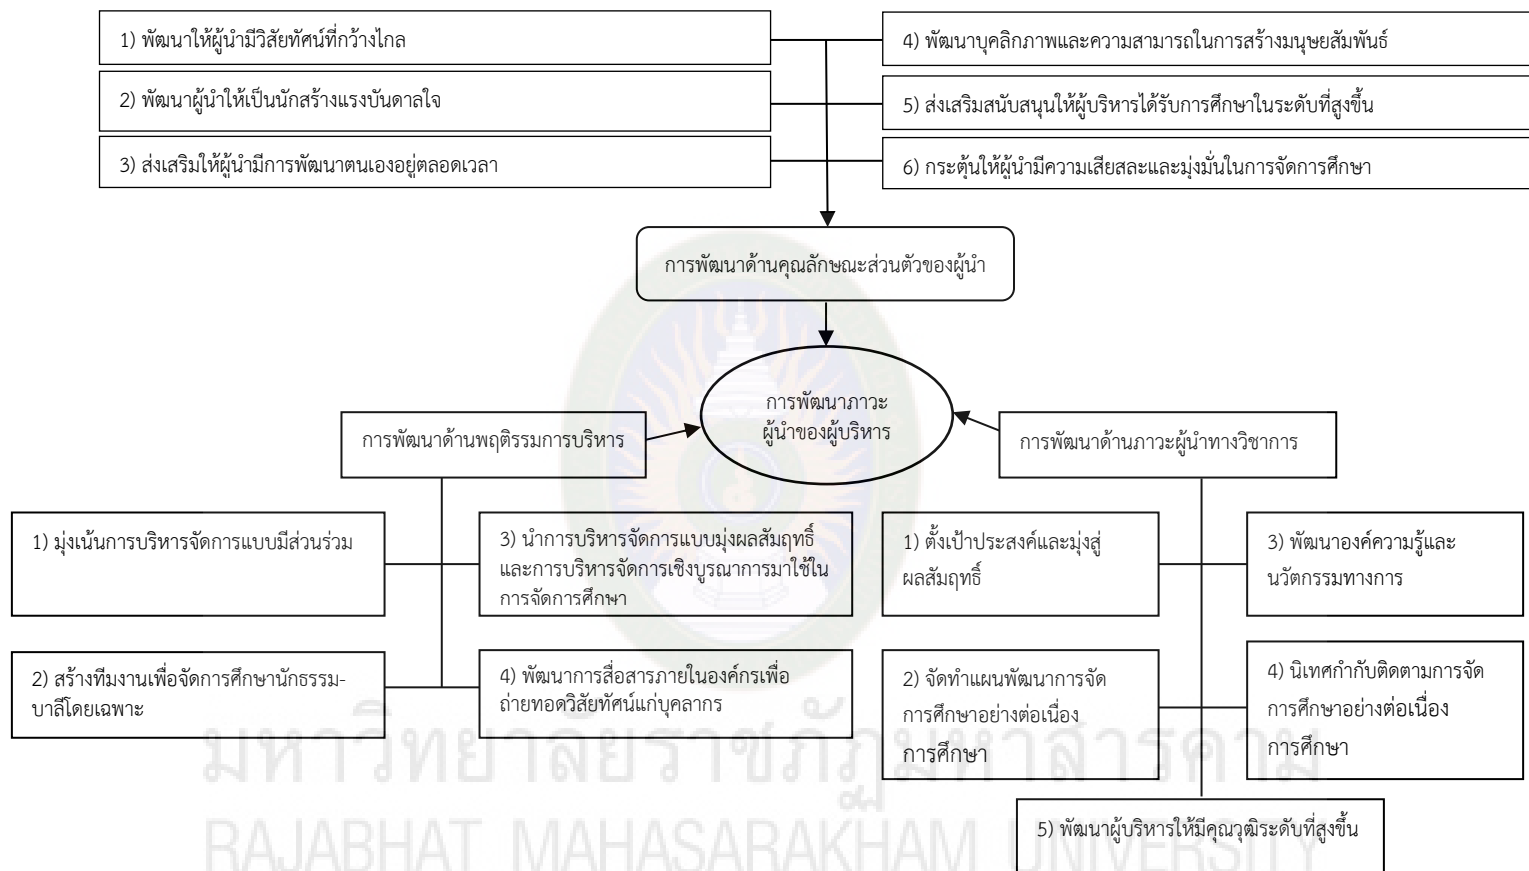 1) พัฒนาให้ผู้นำมีวิสัยทัศน์ที่กว้างไกล
2) พัฒนาผู้นำให้เป็นนักสร้างแรงบันดาลใจ
3) ส่งเสริมให้ผู้นำมีการพัฒนาตนเองอยู่ตลอดเวลา
4) พัฒนาบุคลิกภาพและความสามารถในการสร้างมนุษยสัมพันธ์
5) ส่งเสริมสนับสนุนให้ผู้บริหารได้รับการศึกษาในระดับที่สูงขึ้น
6) กระตุ้นให้ผู้นำมีความเสียสละและมุ่งมั่นในการจัดการศึกษา
การพัฒนาด้านคุณลักษณะส่วนตัวของผู้นำ
การพัฒนาภาวะ
ผู้นำของผู้บริหาร
การพัฒนาด้านพฤติรรมการบริหาร
1) มุ่งเน้นการบริหารจัดการแบบมีส่วนร่วม
2) สร้างทีมงานเพื่อจัดการศึกษานักธรรม-
บาลีโดยเฉพาะ
3) นำการบริหารจัดการแบบมุ่งผลสัมฤทธิ์
และการบริหารจัดการเชิงบูรณาการมาใช้ใน
การจัดการศึกษา
4) พัฒนาการสื่อสารภายในองค์กรเพื่อ
ถ่ายทอดวิสัยทัศน์แก่บุคลากร
การพัฒนาด้านภาวะผู้นำทางวิชาการ
1) ตั้งเป้าประสงค์และมุ่งสู่
ผลสัมฤทธิ์
2) จัดทำแผนพัฒนาการจัด
การศึกษาอย่างต่อเนื่อง
การศึกษา
3) พัฒนาองค์ความรู้และ
นวัตกรรมทางการ
4) นิเทศกำกับติดตามการจัด
การศึกษาอย่างต่อเนื่อง
การศึกษา
5) พัฒนาผู้บริหารให้มีคุณวุฒิระดับที่สูงขึ้น
มหาวิทยาลัยราชภัฏมหาสารคาม
RAJABHAT MAHASARAKHAM UNIVERSITY